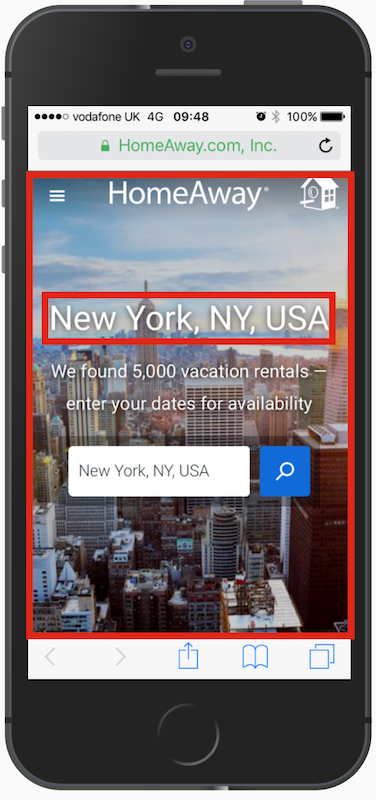 vodafone UK 4G 09:48 100%
HomeAway.com, Inc.
HomeAway®
New York, NY, USA
We found 5,000 vacation rentals —
enter your dates for availability
New York, NY, USA